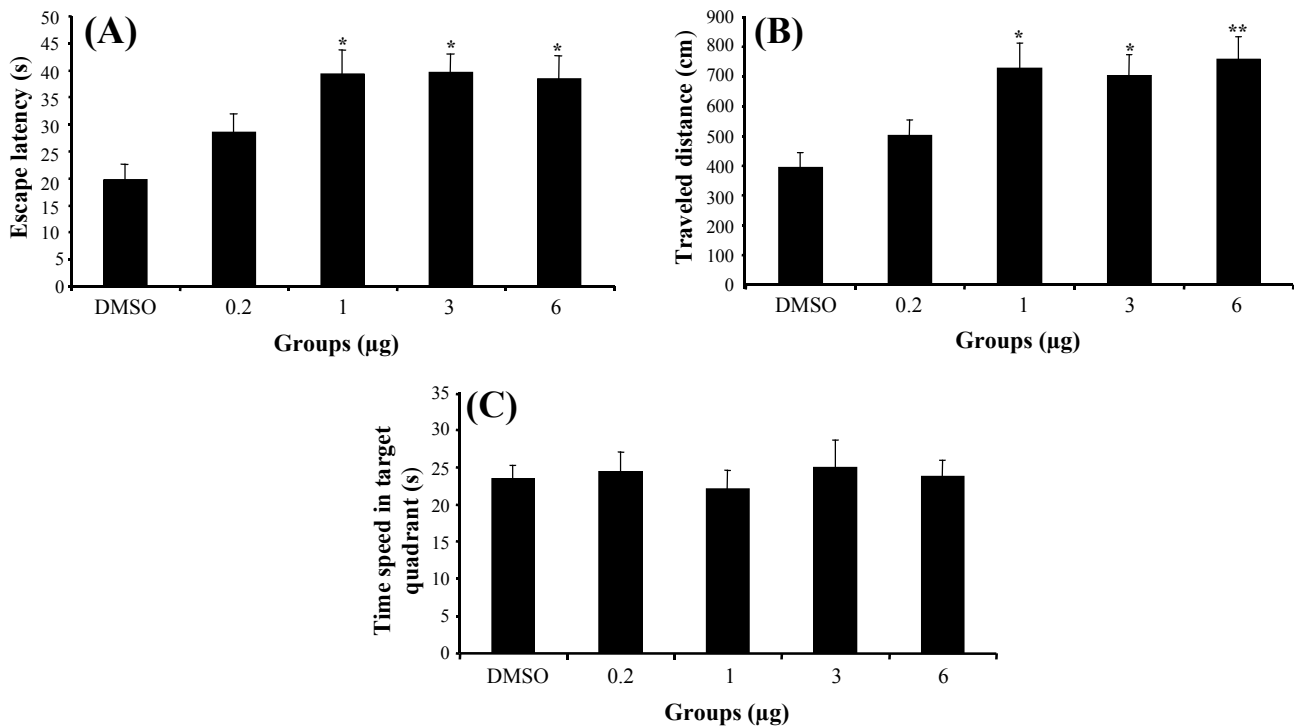 (A)
Escape latency (s)
50
45
40
35
30
25
20
15
10
5
0
* * *
DMSO 0.2 1 3 6
Groups (µg)
(B)
Traveled distance (cm)
900
800
700
600
500
400
300
200
100
0
* * **
DMSO 0.2 1 3 6
Groups (µg)
(C)
Time speed in target
quadrant (s)
35
30
25
20
15
10
5
0
DMSO 0.2 1 3 6
Groups (µg)